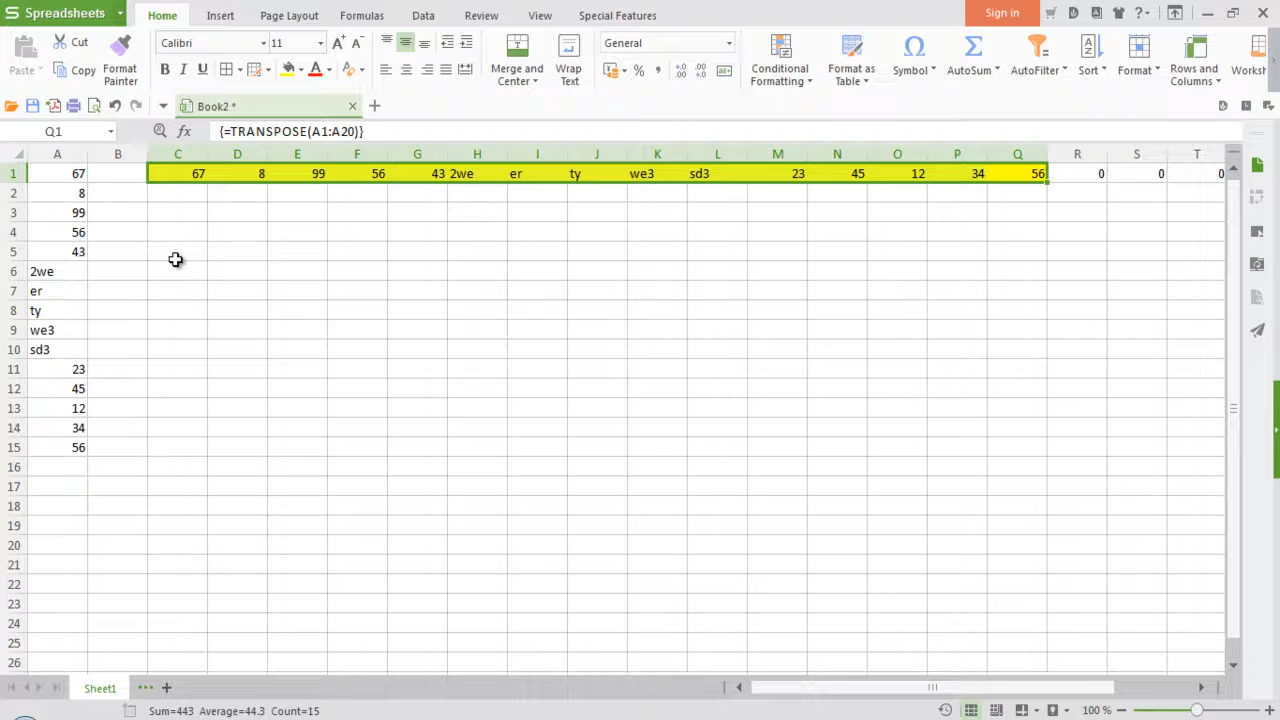 S Spreadsheets
Home Insert Page Layout Formulas Data Review View Special Features Sign in
Paste Cut Copy Format Painter
Calibri 11 A+ A-
B I U A
Merge and Center
Wrap Text
General
% , .00 .0
Conditional Formatting
Format as Table
Symbol
AutoSum
AutoFilter
Sort
Format
Rows and Columns
Worksh
Book2 *
Q1 fx {=TRANSPOSE(A1:A20)}
A B C D E F G H I J K L M N O P Q R S T
1 67 67 8 99 56 43 2we er ty we3 sd3 23 45 12 34 56 0 0 0
2 8
3 99
4 56
5 43
6 2we
7 er
8 ty
9 we3
10 sd3
11 23
12 45
13 12
14 34
15 56
16
17
18
19
20
21
22
23
24
25
26
Sheet1
Sum=443 Average=44.3 Count=15 100 %